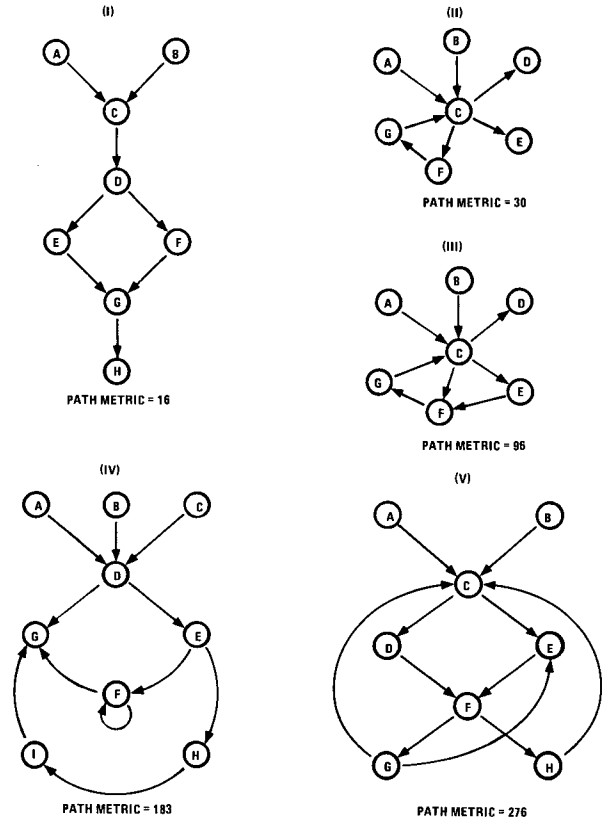 (I)
A B
C
D
E F
G
H
PATH METRIC = 16
(II)
B
A D
C
G E
F
PATH METRIC = 30
(III)
B
A D
C
G E
F
PATH METRIC = 96
(IV)
A B C
D
G E
F
I H
PATH METRIC = 183
(V)
A B
C
D E
F
G H
PATH METRIC = 276